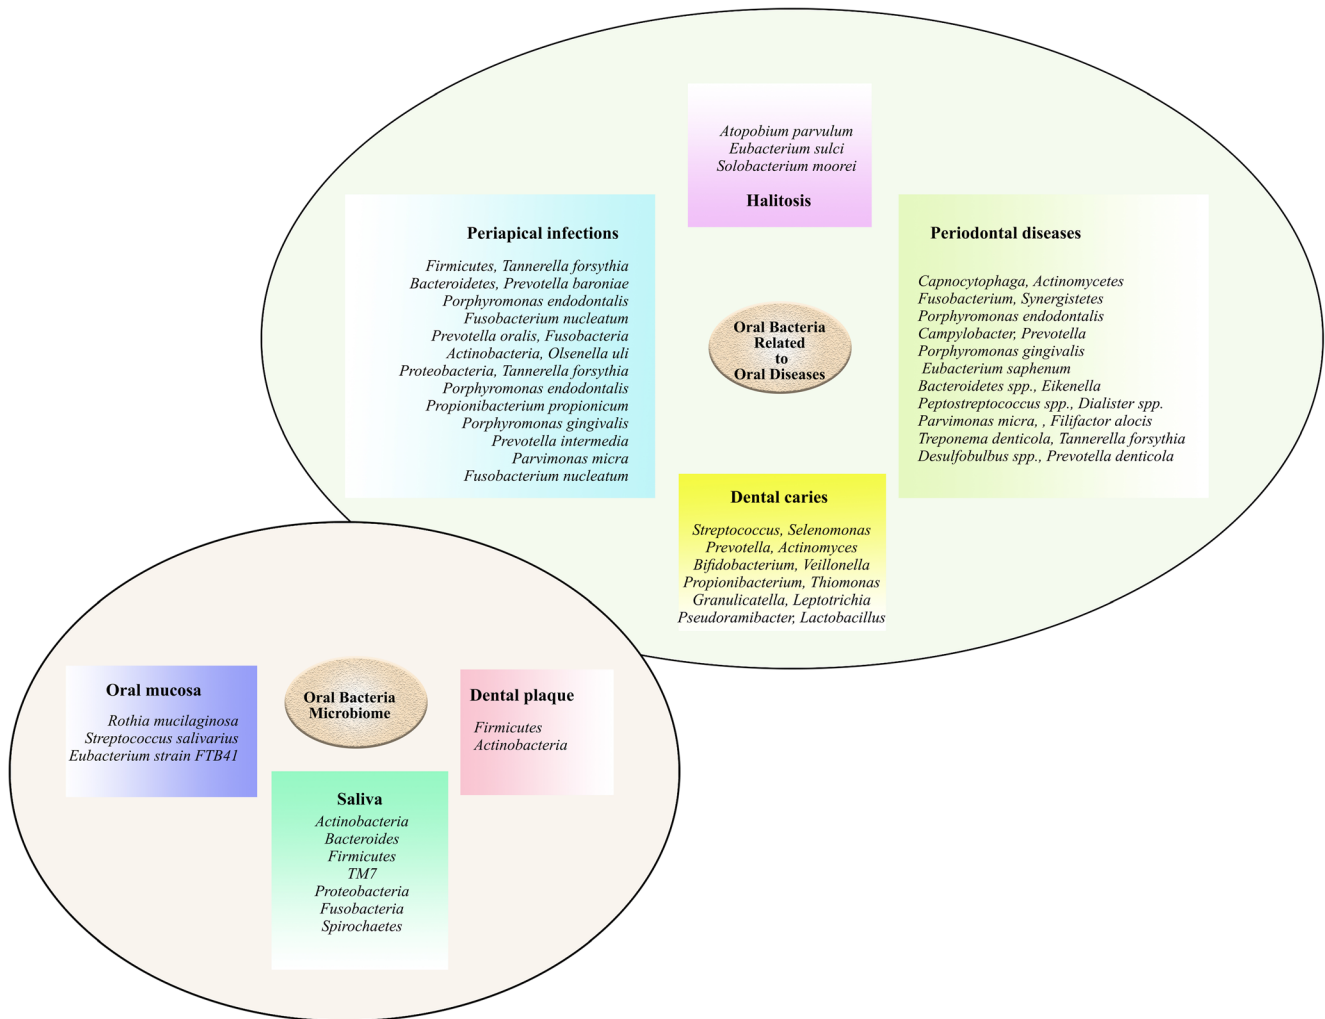 Atopobium parvulum
Eubacterium sulci
Solobacterium moorei
Halitosis
Periapical infections
Firmicutes, Tannerella forsythia
Bacteroidetes, Prevotella baroniae
Porphyromonas endodontalis
Fusobacterium nucleatum
Prevotella oralis, Fusobacteria
Actinobacteria, Olsenella uli
Proteobacteria, Tannerella forsythia
Porphyromonas endodontalis
Propionibacterium propionicum
Porphyromonas gingivalis
Prevotella intermedia
Parvimonas micra
Fusobacterium nucleatum
Oral Bacteria
Related
to
Oral Diseases
Periodontal diseases
Capnocytophaga, Actinomycetes
Fusobacterium, Synergistetes
Porphyromonas endodontalis
Campylobacter, Prevotella
Porphyromonas gingivalis
Eubacterium saphenum
Bacteroidetes spp., Eikenella
Peptostreptococcus spp., Dialister spp.
Parvimonas micra, , Filifactor alocis
Treponema denticola, Tannerella forsythia
Desulfobulbus spp., Prevotella denticola
Dental caries
Streptococcus, Selenomonas
Prevotella, Actinomyces
Bifidobacterium, Veillonella
Propionibacterium, Thiomonas
Granulicatella, Leptotrichia
Pseudoramibacter, Lactobacillus
Oral mucosa
Rothia mucilaginosa
Streptococcus salivarius
Eubacterium strain FTB41
Oral Bacteria
Microbiome
Dental plaque
Firmicutes
Actinobacteria
Saliva
Actinobacteria
Bacteroides
Firmicutes
TM7
Proteobacteria
Fusobacteria
Spirochaetes